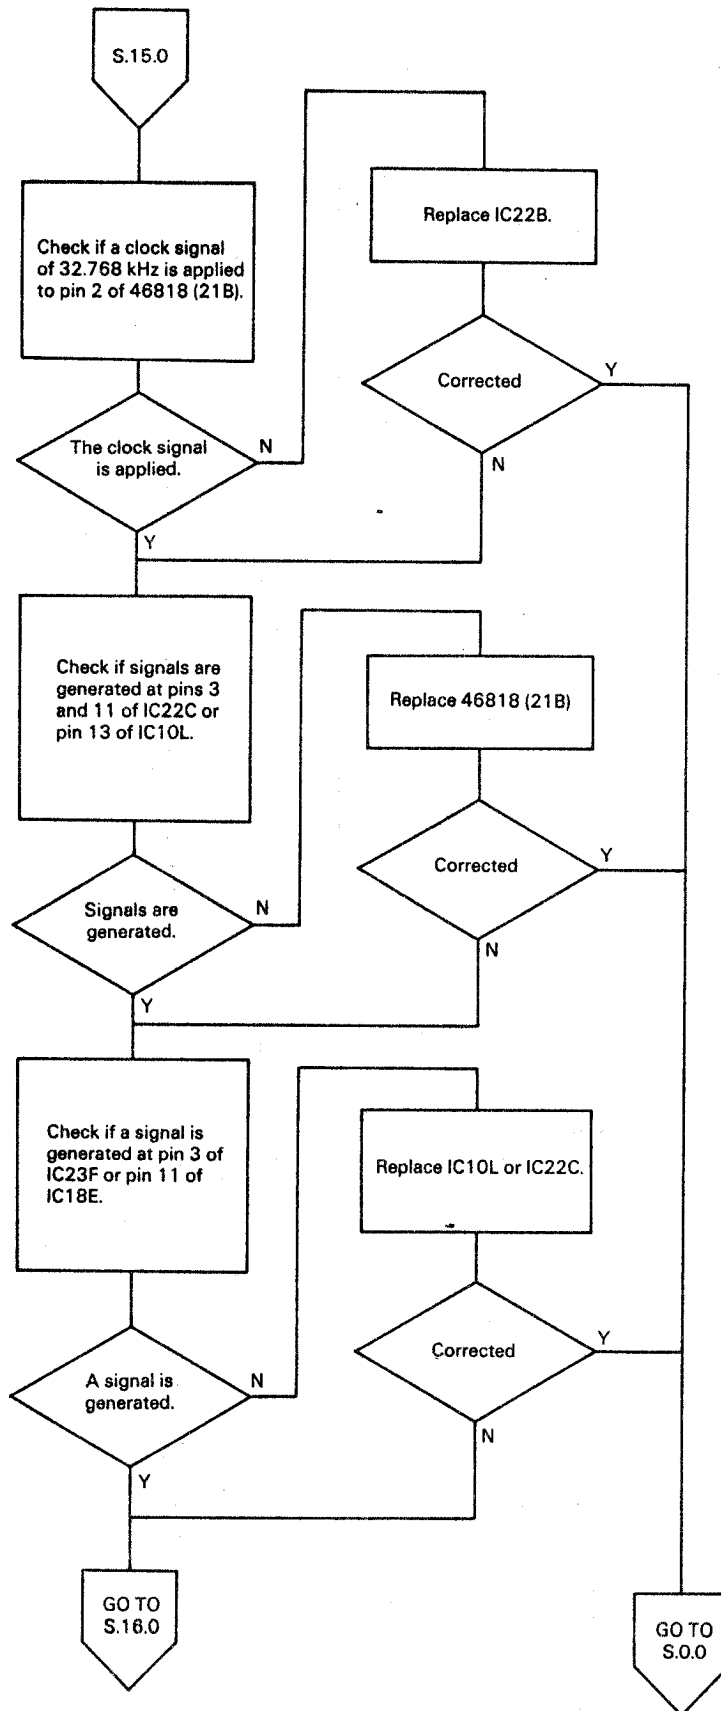 S.15.0
Check if a clock signal
of 32.768 kHz is applied
to pin 2 of 46818 (21B).
The clock signal
is applied.
N
Y
Replace IC22B.
Corrected
Y
N
Check if signals are
generated at pins 3
and 11 of IC22C or
pin 13 of IC10L.
Signals are
generated.
N
Y
Replace 46818 (21B)
Corrected
Y
N
Check if a signal is
generated at pin 3 of
IC23F or pin 11 of
IC18E.
A signal is
generated.
N
Y
Replace IC10L or IC22C.
Corrected
Y
N
GO TO
S.16.0
GO TO
S.0.0